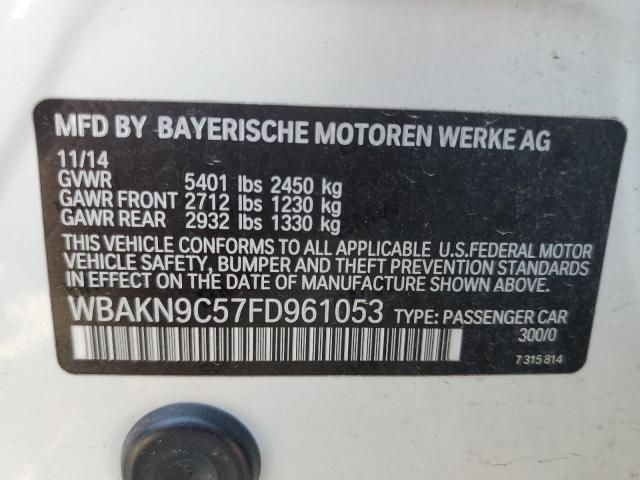 MFD BY BAYERISCHE MOTOREN WERKE AG
11/14
GVWR 5401 lbs 2450 kg
GAWR FRONT 2712 lbs 1230 kg
GAWR REAR 2932 lbs 1330 kg
THIS VEHICLE CONFORMS TO ALL APPLICABLE U.S.FEDERAL MOTOR
VEHICLE SAFETY, BUMPER AND THEFT PREVENTION STANDARDS
IN EFFECT ON THE DATE OF MANUFACTURE SHOWN ABOVE.
WBAKN9C57FD961053 TYPE: PASSENGER CAR
300/0
7 315 814